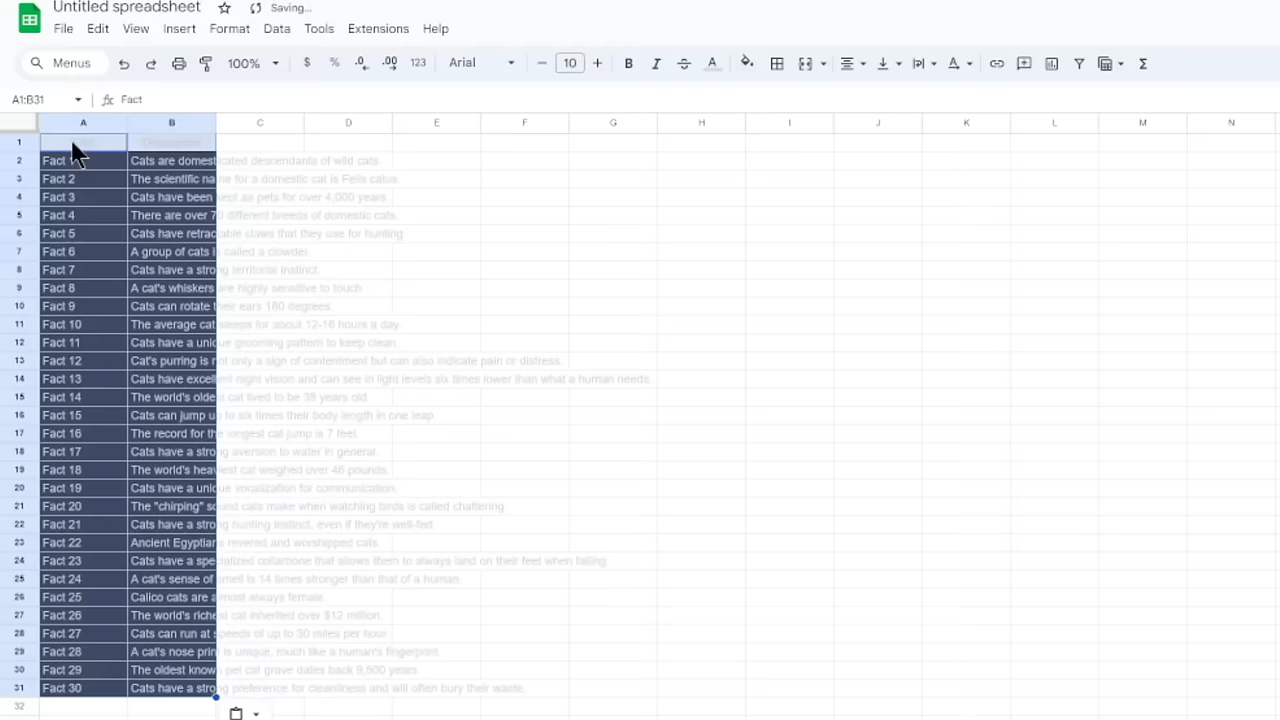 Untitled spreadsheet Saving...
File Edit View Insert Format Data Tools Extensions Help
Menus 100% $ % .0 .00 123 Arial 10 B I S A Σ
A1:B31 fx Fact
A B C D E F G H I J K L M N
1
2 Fact Cats are domesticated descendants of wild cats.
3 Fact 2 The scientific name for a domestic cat is Felis catus.
4 Fact 3 Cats have been kept as pets for over 4,000 years.
5 Fact 4 There are over 70 different breeds of domestic cats.
6 Fact 5 Cats have retractable claws that they use for hunting.
7 Fact 6 A group of cats is called a clowder.
8 Fact 7 Cats have a strong territorial instinct.
9 Fact 8 A cat's whiskers are highly sensitive to touch.
10 Fact 9 Cats can rotate their ears 180 degrees.
11 Fact 10 The average cat sleeps for about 12-16 hours a day.
12 Fact 11 Cats have a unique grooming pattern to keep clean.
13 Fact 12 Cat's purring is not only a sign of contentment but can also indicate pain or distress.
14 Fact 13 Cats have excellent night vision and can see in light levels six times lower than what a human needs.
15 Fact 14 The world's oldest cat lived to be 38 years old.
16 Fact 15 Cats can jump up to six times their body length in one leap.
17 Fact 16 The record for the longest cat jump is 7 feet.
18 Fact 17 Cats have a strong aversion to water in general.
19 Fact 18 The world's heaviest cat weighed over 46 pounds.
20 Fact 19 Cats have a unique vocalization for communication.
21 Fact 20 The "chirping" sound cats make when watching birds is called chattering.
22 Fact 21 Cats have a strong hunting instinct, even if they're well-fed.
23 Fact 22 Ancient Egyptians revered and worshipped cats.
24 Fact 23 Cats have a specialized collarbone that allows them to always land on their feet when falling.
25 Fact 24 A cat's sense of smell is 14 times stronger than that of a human.
26 Fact 25 Calico cats are almost always female.
27 Fact 26 The world's richest cat inherited over $12 million.
28 Fact 27 Cats can run at speeds of up to 30 miles per hour.
29 Fact 28 A cat's nose print is unique, much like a human's fingerprint.
30 Fact 29 The oldest known pet cat grave dates back 9,500 years.
31 Fact 30 Cats have a strong preference for cleanliness and will often bury their waste.
32